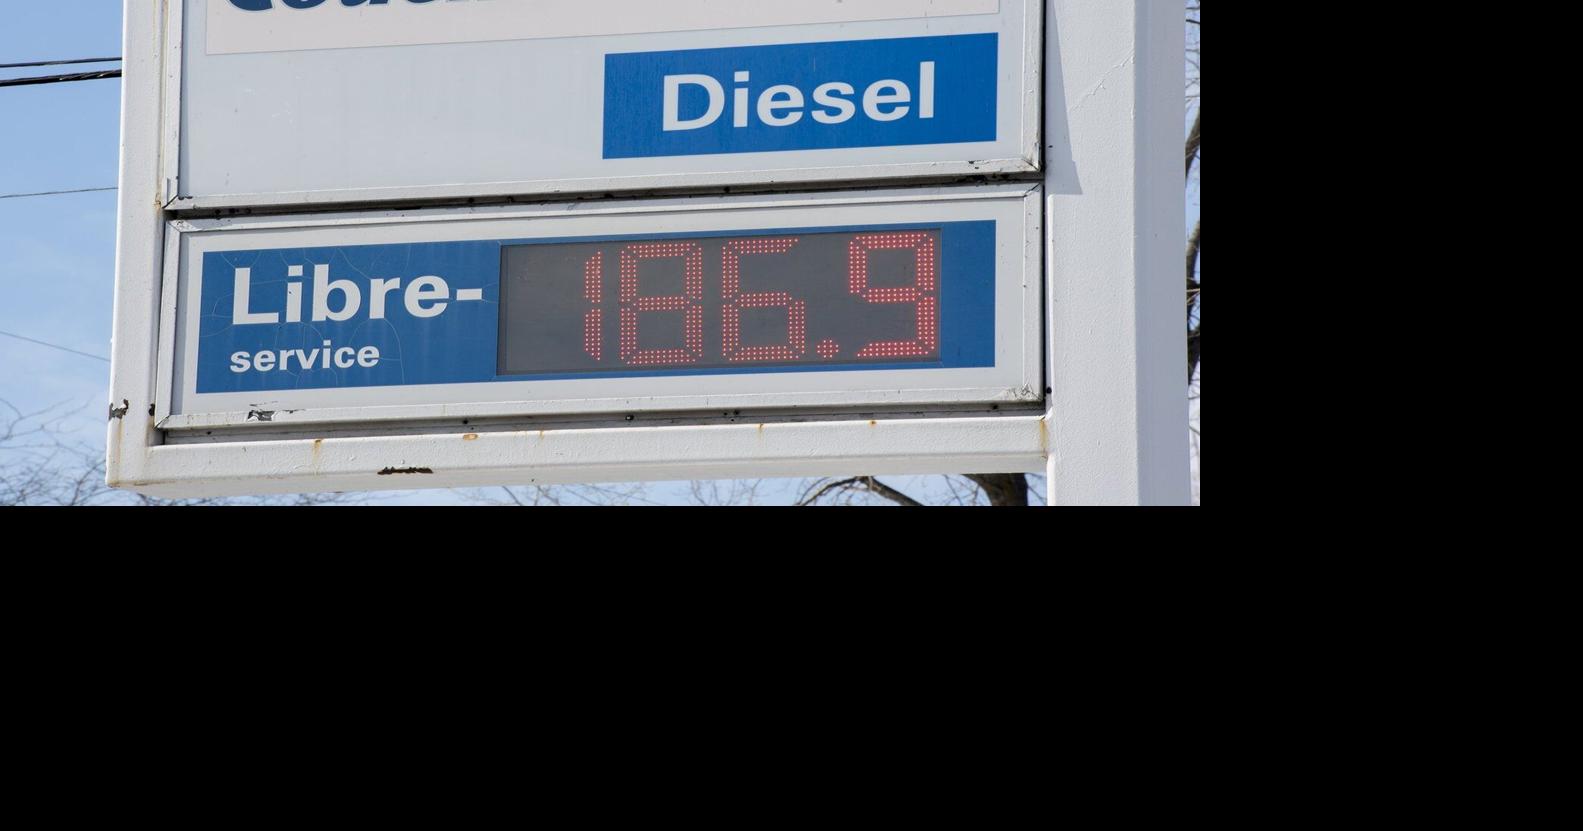 Diesel
Libre-
service
186.9